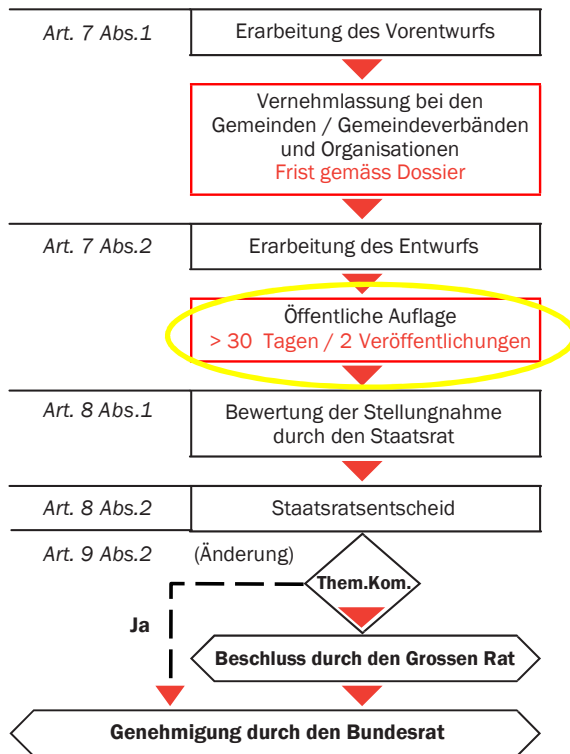 Art. 7 Abs.1
Erarbeitung des Vorentwurfs
Vernehmlassung bei den
Gemeinden / Gemeindeverbänden
und Organisationen
Frist gemäss Dossier
Art. 7 Abs.2
Erarbeitung des Entwurfs
Öffentliche Auflage
> 30 Tagen / 2 Veröffentlichungen
Art. 8 Abs.1
Bewertung der Stellungnahme
durch den Staatsrat
Art. 8 Abs.2
Staatsratsentscheid
Art. 9 Abs.2
(Änderung)
Them.Kom.
Ja
Beschluss durch den Grossen Rat
Genehmigung durch den Bundesrat